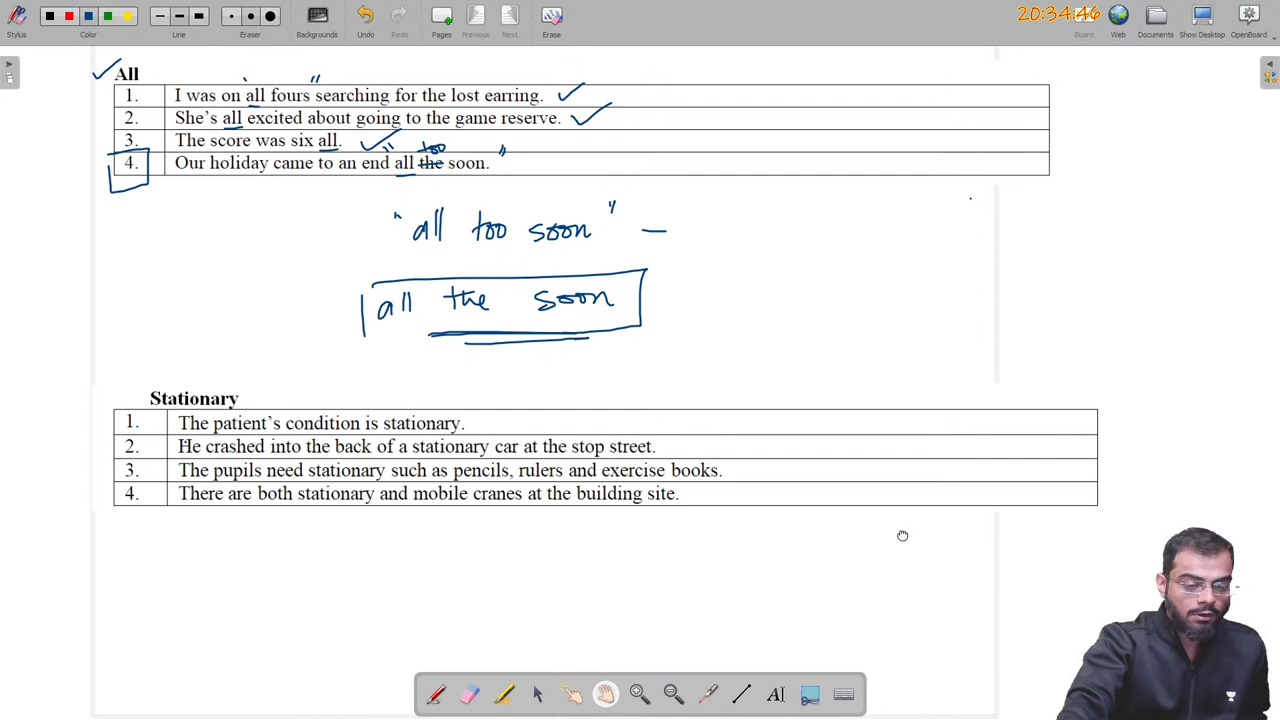 Stylus
Color
Line
Eraser
Backgrounds
Undo
Redo
Pages
Previous
Next
Erase
20:34:46
Board
Web
Documents
Show Desktop
OpenBoard
All
1. I was on all fours searching for the lost earring.
2. She's all excited about going to the game reserve.
3. The score was six all.
too
4. Our holiday came to an end all the soon.
"all too soon" –
all the soon
Stationary
1. The patient's condition is stationary.
2. He crashed into the back of a stationary car at the stop street.
3. The pupils need stationary such as pencils, rulers and exercise books.
4. There are both stationary and mobile cranes at the building site.